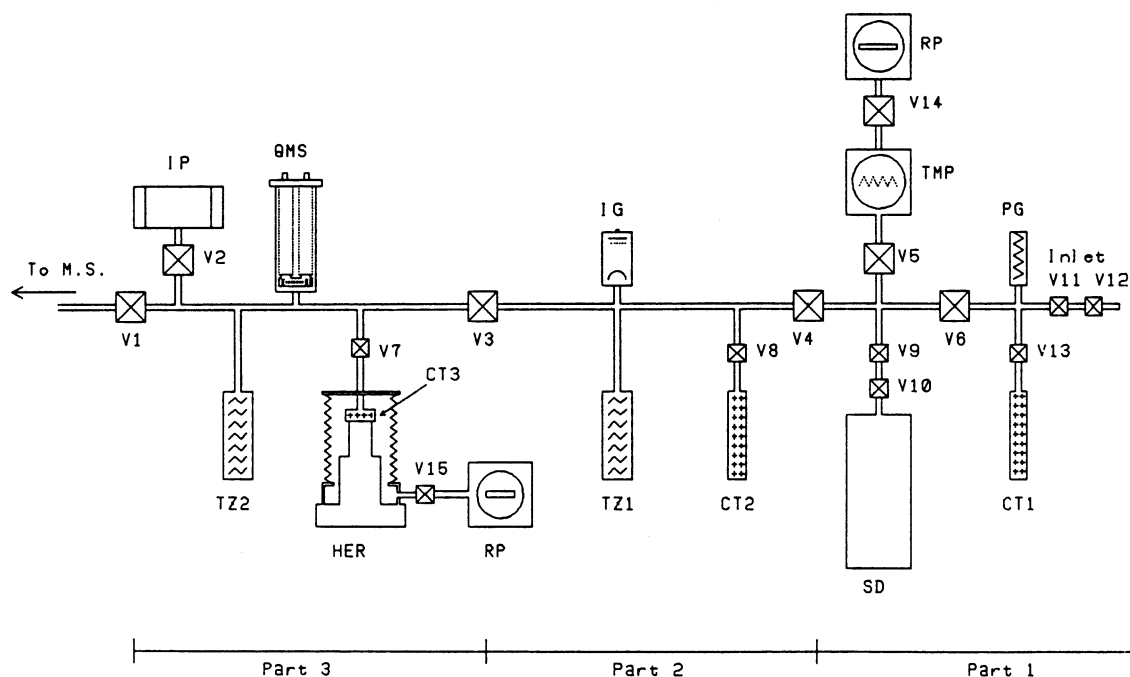 RP
V14
IP
QMS
TMP
IG
PG
V2
V5
Inlet
To M.S.
V11 V12
V1
V3
V4
V6
V7
V8
V9
V13
CT3
V10
V15
TZ2
TZ1
CT2
CT1
HER
RP
SD
Part 3
Part 2
Part 1